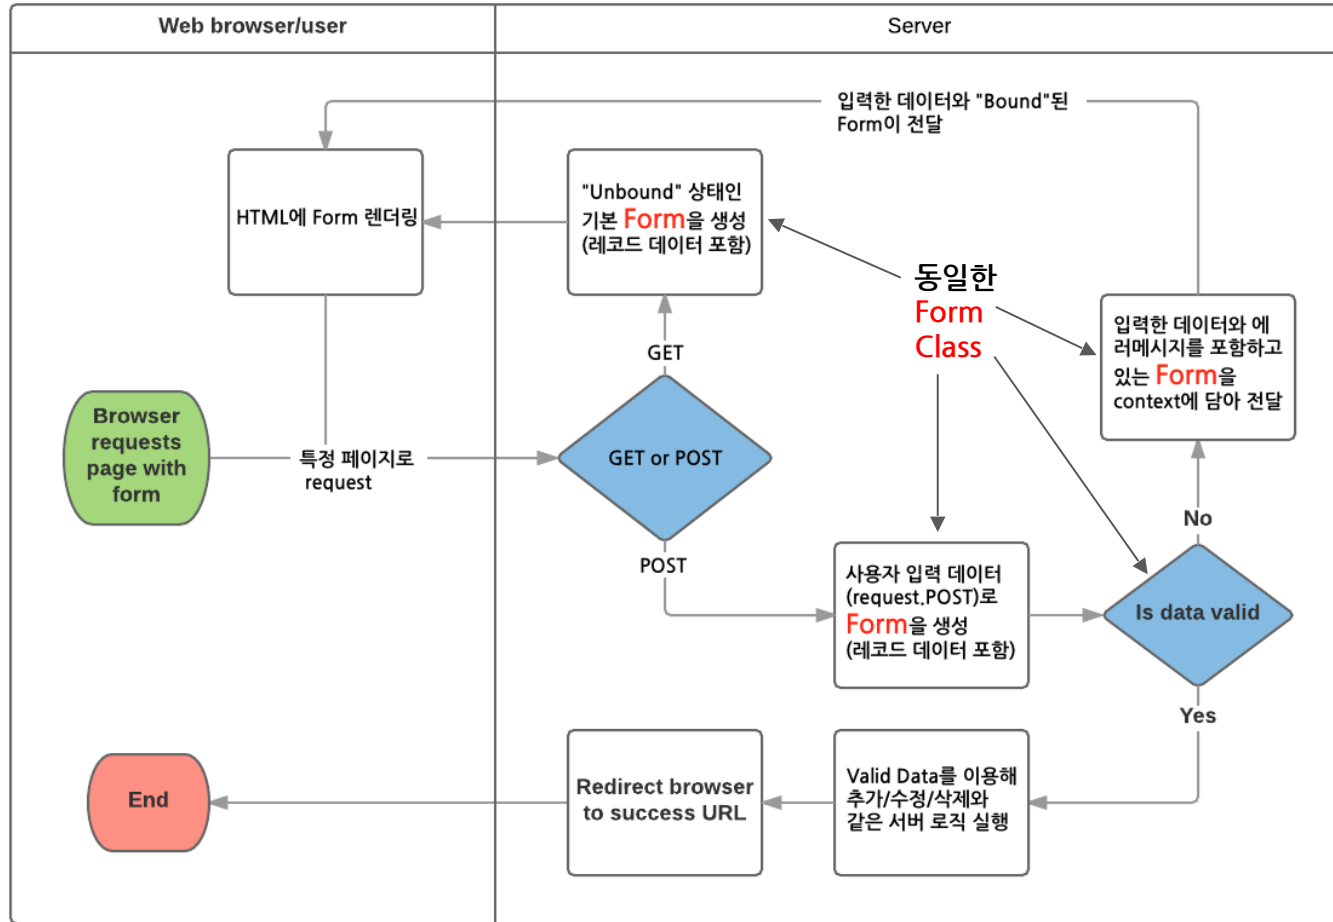 Web browser/user
Server
입력한 데이터와 "Bound"된
Form이 전달
HTML에 Form 렌더링
"Unbound" 상태인
기본 Form을 생성
(레코드 데이터 포함)
동일한
Form
Class
입력한 데이터와 에
러메시지를 포함하고
있는 Form을
context에 담아 전달
GET
Browser
requests
page with
form
특정 페이지로
request
GET or POST
POST
No
사용자 입력 데이터
(request.POST)로
Form을 생성
(레코드 데이터 포함)
Is data valid
Yes
End
Redirect browser
to success URL
Valid Data를 이용해
추가/수정/삭제와
같은 서버 로직 실행